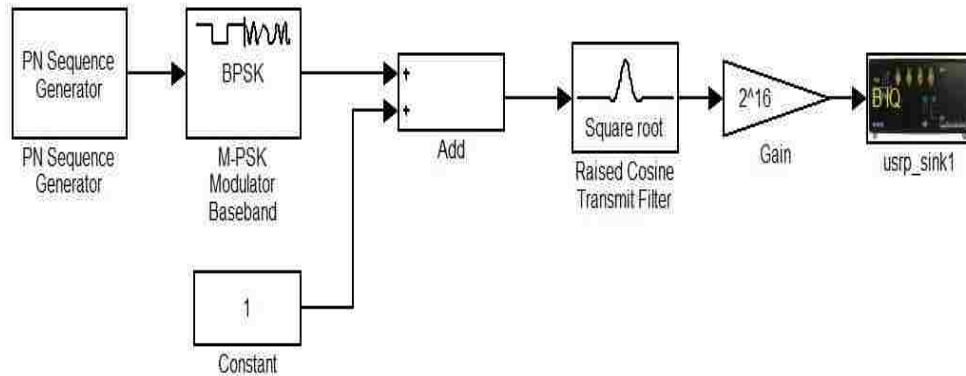 PN Sequence
Generator
PN Sequence
Generator
BPSK
M-PSK
Modulator
Baseband
+
+
Add
Square root
Raised Cosine
Transmit Filter
2^16
Gain
usrp_sink1
1
Constant